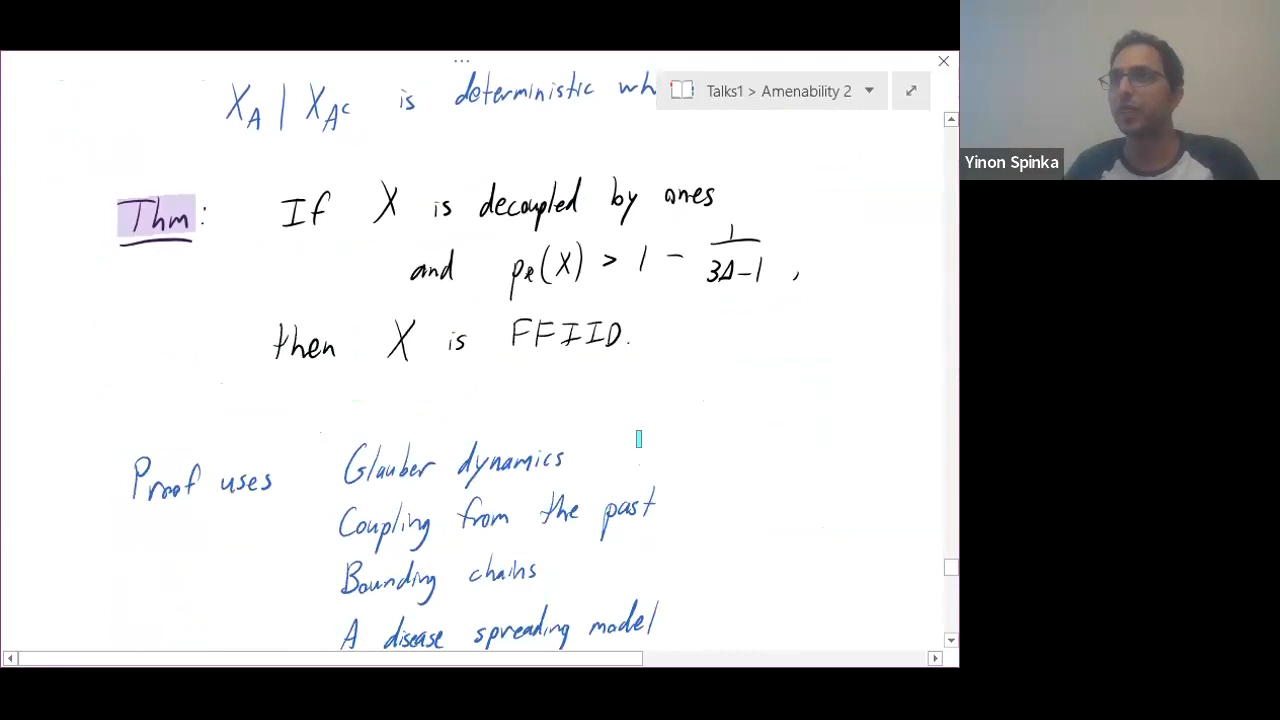 X_A | X_{A^c} is deterministic wh
Talks1 > Amenability 2
Yinon Spinka
Thm: If X is decoupled by ones
and p_e(X) > 1 - 1/(3Δ-1) ,
then X is FFIID.
Proof uses Glauber dynamics
Coupling from the past
Bounding chains
A disease spreading model